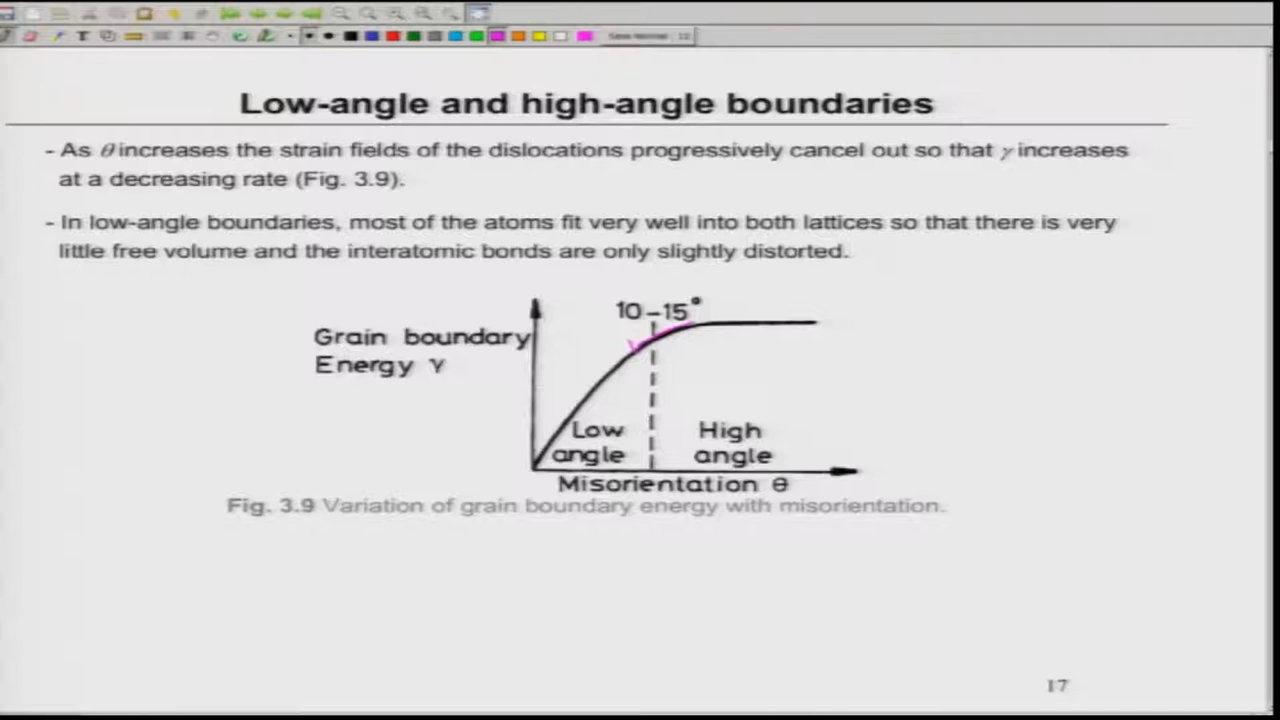 Low-angle and high-angle boundaries
- As θ increases the strain fields of the dislocations progressively cancel out so that γ increases
at a decreasing rate (Fig. 3.9).
- In low-angle boundaries, most of the atoms fit very well into both lattices so that there is very
little free volume and the interatomic bonds are only slightly distorted.
10-15°
Grain boundary
Energy γ
Low
angle
High
angle
Misorientation θ
Fig. 3.9 Variation of grain boundary energy with misorientation.
17